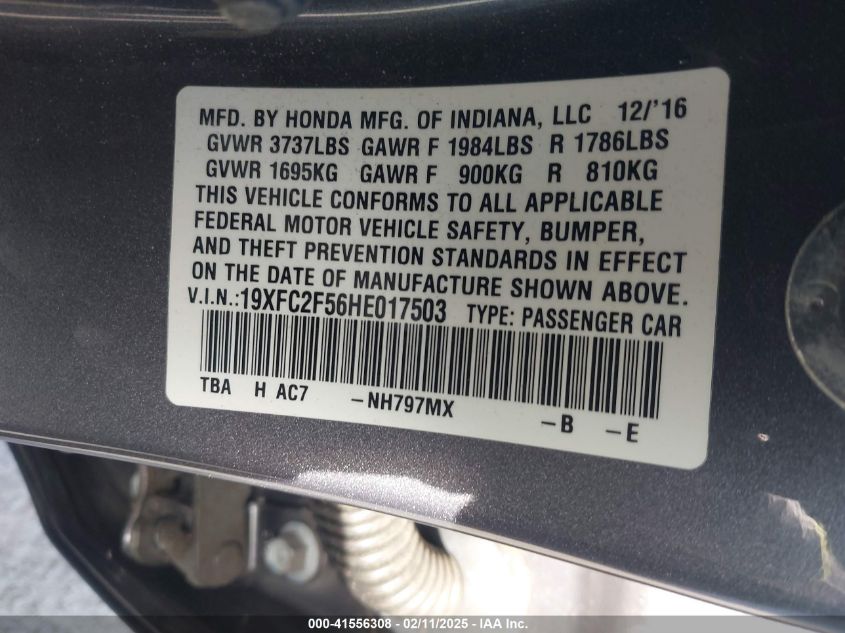 MFD. BY HONDA MFG. OF INDIANA, LLC 12/'16
GVWR 3737LBS GAWR F 1984LBS R 1786LBS
GVWR 1695KG GAWR F 900KG R 810KG
THIS VEHICLE CONFORMS TO ALL APPLICABLE
FEDERAL MOTOR VEHICLE SAFETY, BUMPER,
AND THEFT PREVENTION STANDARDS IN EFFECT
ON THE DATE OF MANUFACTURE SHOWN ABOVE.
V.I.N.:19XFC2F56HE017503 TYPE: PASSENGER CAR
TBA H AC7 -NH797MX -B -E
000-41556308 - 02/11/2025 - IAA Inc.